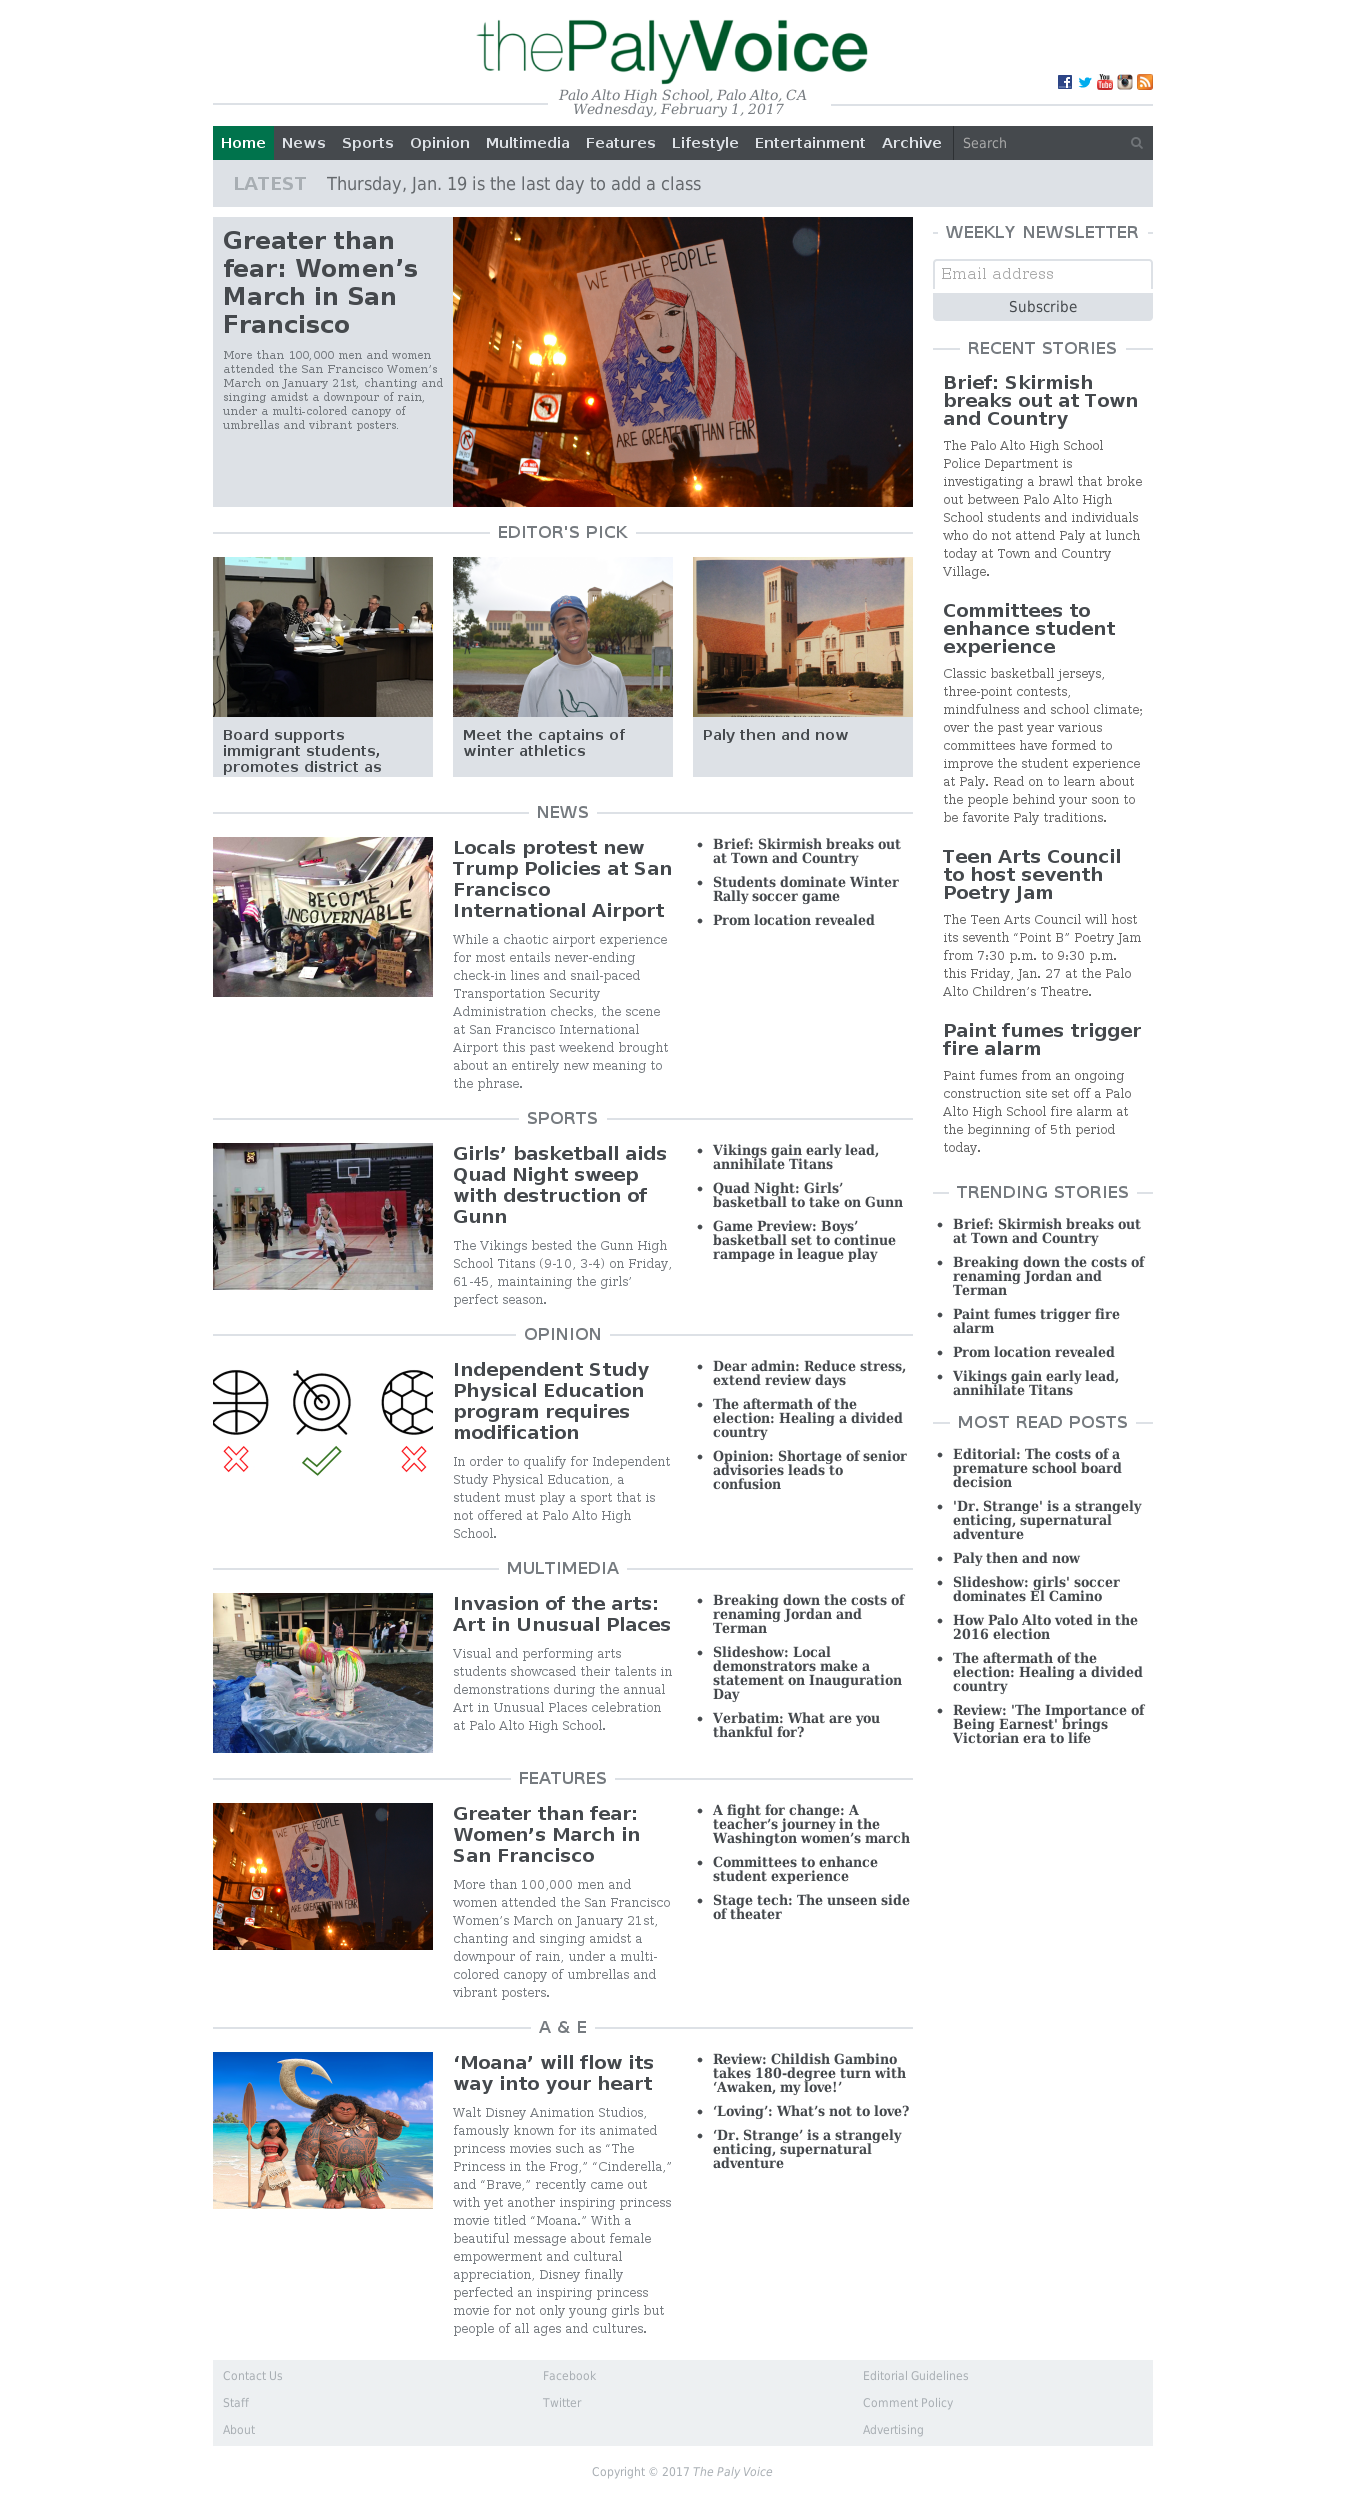 thePalyVoice
Palo Alto High School, Palo Alto, CA
Wednesday, February 1, 2017
Home News Sports Opinion Multimedia Features Lifestyle Entertainment Archive Search
LATEST Thursday, Jan. 19 is the last day to add a class
Greater than
fear: Women’s
March in San
Francisco
More than 100,000 men and women
attended the San Francisco Women’s
March on January 21st, chanting and
singing amidst a downpour of rain,
under a multi-colored canopy of
umbrellas and vibrant posters.
WE THE PEOPLE
ARE GREATER THAN FEAR
EDITOR'S PICK
Board supports
immigrant students,
promotes district as
Meet the captains of
winter athletics
Paly then and now
NEWS
BECOME
UNGOVERNABLE
Locals protest new
Trump Policies at San
Francisco
International Airport
While a chaotic airport experience
for most entails never-ending
check-in lines and snail-paced
Transportation Security
Administration checks, the scene
at San Francisco International
Airport this past weekend brought
about an entirely new meaning to
the phrase.
Brief: Skirmish breaks out
at Town and Country
Students dominate Winter
Rally soccer game
Prom location revealed
SPORTS
Girls’ basketball aids
Quad Night sweep
with destruction of
Gunn
The Vikings bested the Gunn High
School Titans (9-10, 3-4) on Friday,
61-45, maintaining the girls’
perfect season.
Vikings gain early lead,
annihilate Titans
Quad Night: Girls’
basketball to take on Gunn
Game Preview: Boys’
basketball set to continue
rampage in league play
OPINION
Independent Study
Physical Education
program requires
modification
In order to qualify for Independent
Study Physical Education, a
student must play a sport that is
not offered at Palo Alto High
School.
Dear admin: Reduce stress,
extend review days
The aftermath of the
election: Healing a divided
country
Opinion: Shortage of senior
advisories leads to
confusion
MULTIMEDIA
Invasion of the arts:
Art in Unusual Places
Visual and performing arts
students showcased their talents in
demonstrations during the annual
Art in Unusual Places celebration
at Palo Alto High School.
Breaking down the costs of
renaming Jordan and
Terman
Slideshow: Local
demonstrators make a
statement on Inauguration
Day
Verbatim: What are you
thankful for?
FEATURES
WE THE PEOPLE
ARE GREATER THAN FEAR
Greater than fear:
Women’s March in
San Francisco
More than 100,000 men and
women attended the San Francisco
Women’s March on January 21st,
chanting and singing amidst a
downpour of rain, under a multi-
colored canopy of umbrellas and
vibrant posters.
A fight for change: A
teacher’s journey in the
Washington women’s march
Committees to enhance
student experience
Stage tech: The unseen side
of theater
A & E
‘Moana’ will flow its
way into your heart
Walt Disney Animation Studios,
famously known for its animated
princess movies such as “The
Princess in the Frog,” “Cinderella,”
and “Brave,” recently came out
with yet another inspiring princess
movie titled “Moana.” With a
beautiful message about female
empowerment and cultural
appreciation, Disney finally
perfected an inspiring princess
movie for not only young girls but
people of all ages and cultures.
Review: Childish Gambino
takes 180-degree turn with
‘Awaken, my love!’
‘Loving’: What’s not to love?
‘Dr. Strange’ is a strangely
enticing, supernatural
adventure
WEEKLY NEWSLETTER
Email address
Subscribe
RECENT STORIES
Brief: Skirmish
breaks out at Town
and Country
The Palo Alto High School
Police Department is
investigating a brawl that broke
out between Palo Alto High
School students and individuals
who do not attend Paly at lunch
today at Town and Country
Village.
Committees to
enhance student
experience
Classic basketball jerseys,
three-point contests,
mindfulness and school climate;
over the past year various
committees have formed to
improve the student experience
at Paly. Read on to learn about
the people behind your soon to
be favorite Paly traditions.
Teen Arts Council
to host seventh
Poetry Jam
The Teen Arts Council will host
its seventh “Point B” Poetry Jam
from 7:30 p.m. to 9:30 p.m.
this Friday, Jan. 27 at the Palo
Alto Children’s Theatre.
Paint fumes trigger
fire alarm
Paint fumes from an ongoing
construction site set off a Palo
Alto High School fire alarm at
the beginning of 5th period
today.
TRENDING STORIES
Brief: Skirmish breaks out
at Town and Country
Breaking down the costs of
renaming Jordan and
Terman
Paint fumes trigger fire
alarm
Prom location revealed
Vikings gain early lead,
annihilate Titans
MOST READ POSTS
Editorial: The costs of a
premature school board
decision
'Dr. Strange' is a strangely
enticing, supernatural
adventure
Paly then and now
Slideshow: girls' soccer
dominates El Camino
How Palo Alto voted in the
2016 election
The aftermath of the
election: Healing a divided
country
Review: 'The Importance of
Being Earnest' brings
Victorian era to life
Contact Us Facebook Editorial Guidelines
Staff Twitter Comment Policy
About Advertising
Copyright © 2017 The Paly Voice